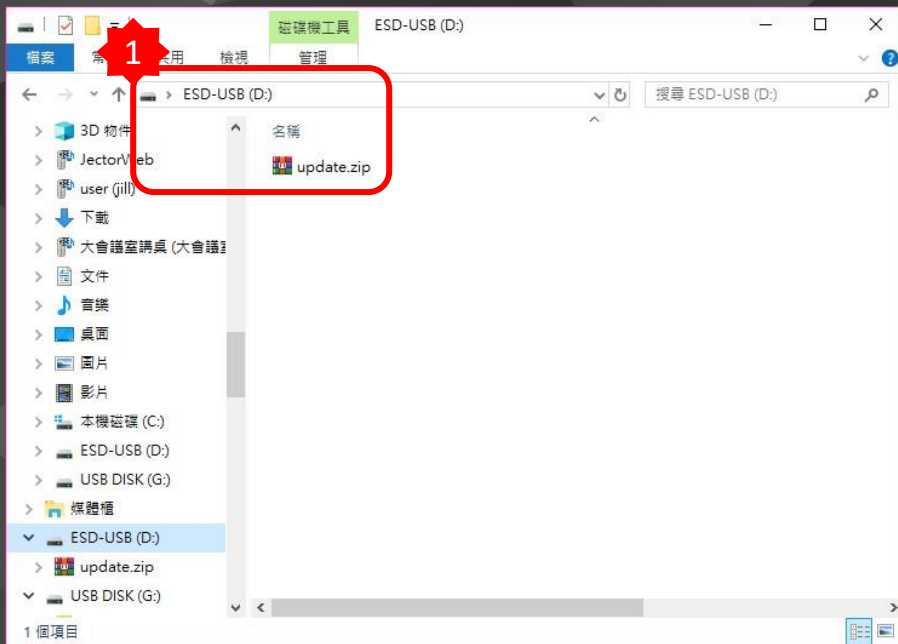 磁碟機工具 ESD-USB (D:)
檔案 常用 檢視 管理
1
ESD-USB (D:) 搜尋 ESD-USB (D:)
名稱
update.zip
3D 物件
JectorWeb
user (jill)
下載
大會議室講桌 (大會議室
文件
音樂
桌面
圖片
影片
本機磁碟 (C:)
ESD-USB (D:)
USB DISK (G:)
媒體櫃
ESD-USB (D:)
update.zip
USB DISK (G:)
1 個項目